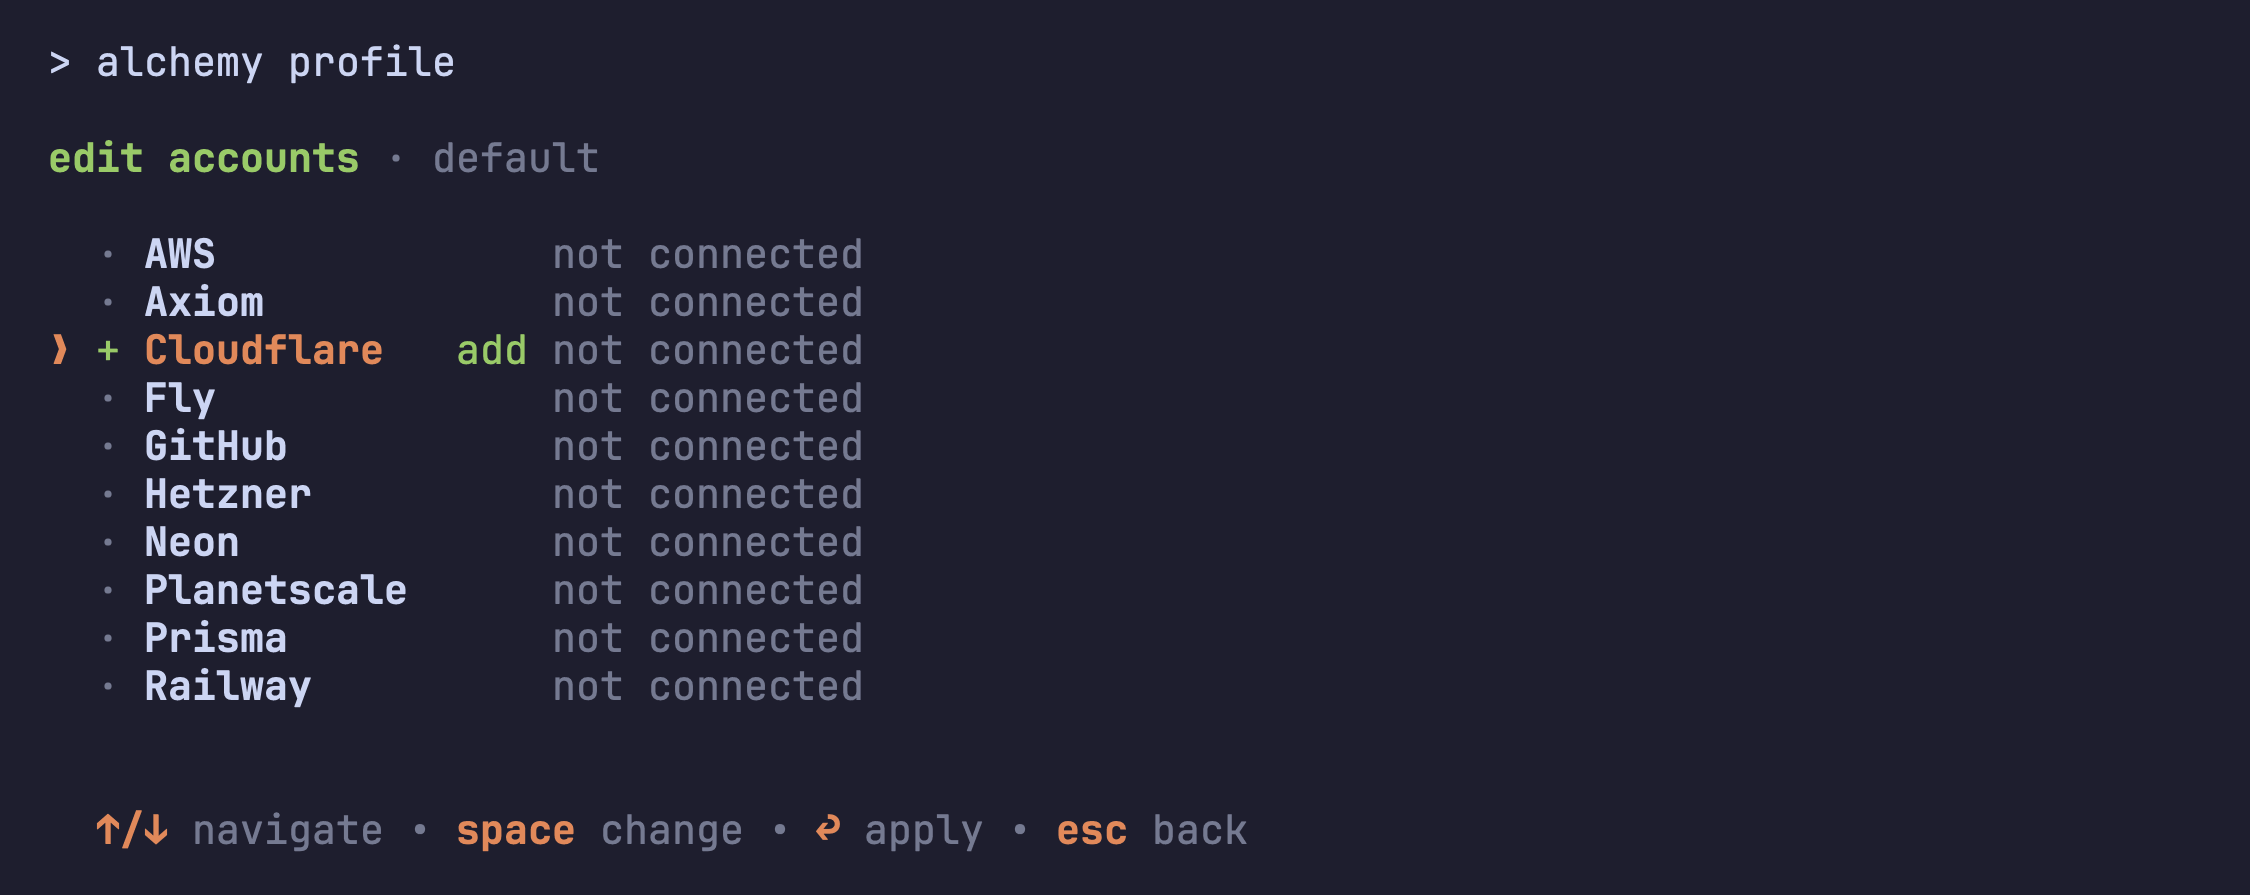 > alchemy profile
edit accounts · default
· AWS not connected
· Axiom not connected
❯ + Cloudflare add not connected
· Fly not connected
· GitHub not connected
· Hetzner not connected
· Neon not connected
· Planetscale not connected
· Prisma not connected
· Railway not connected
↑/↓ navigate • space change • ↩ apply • esc back